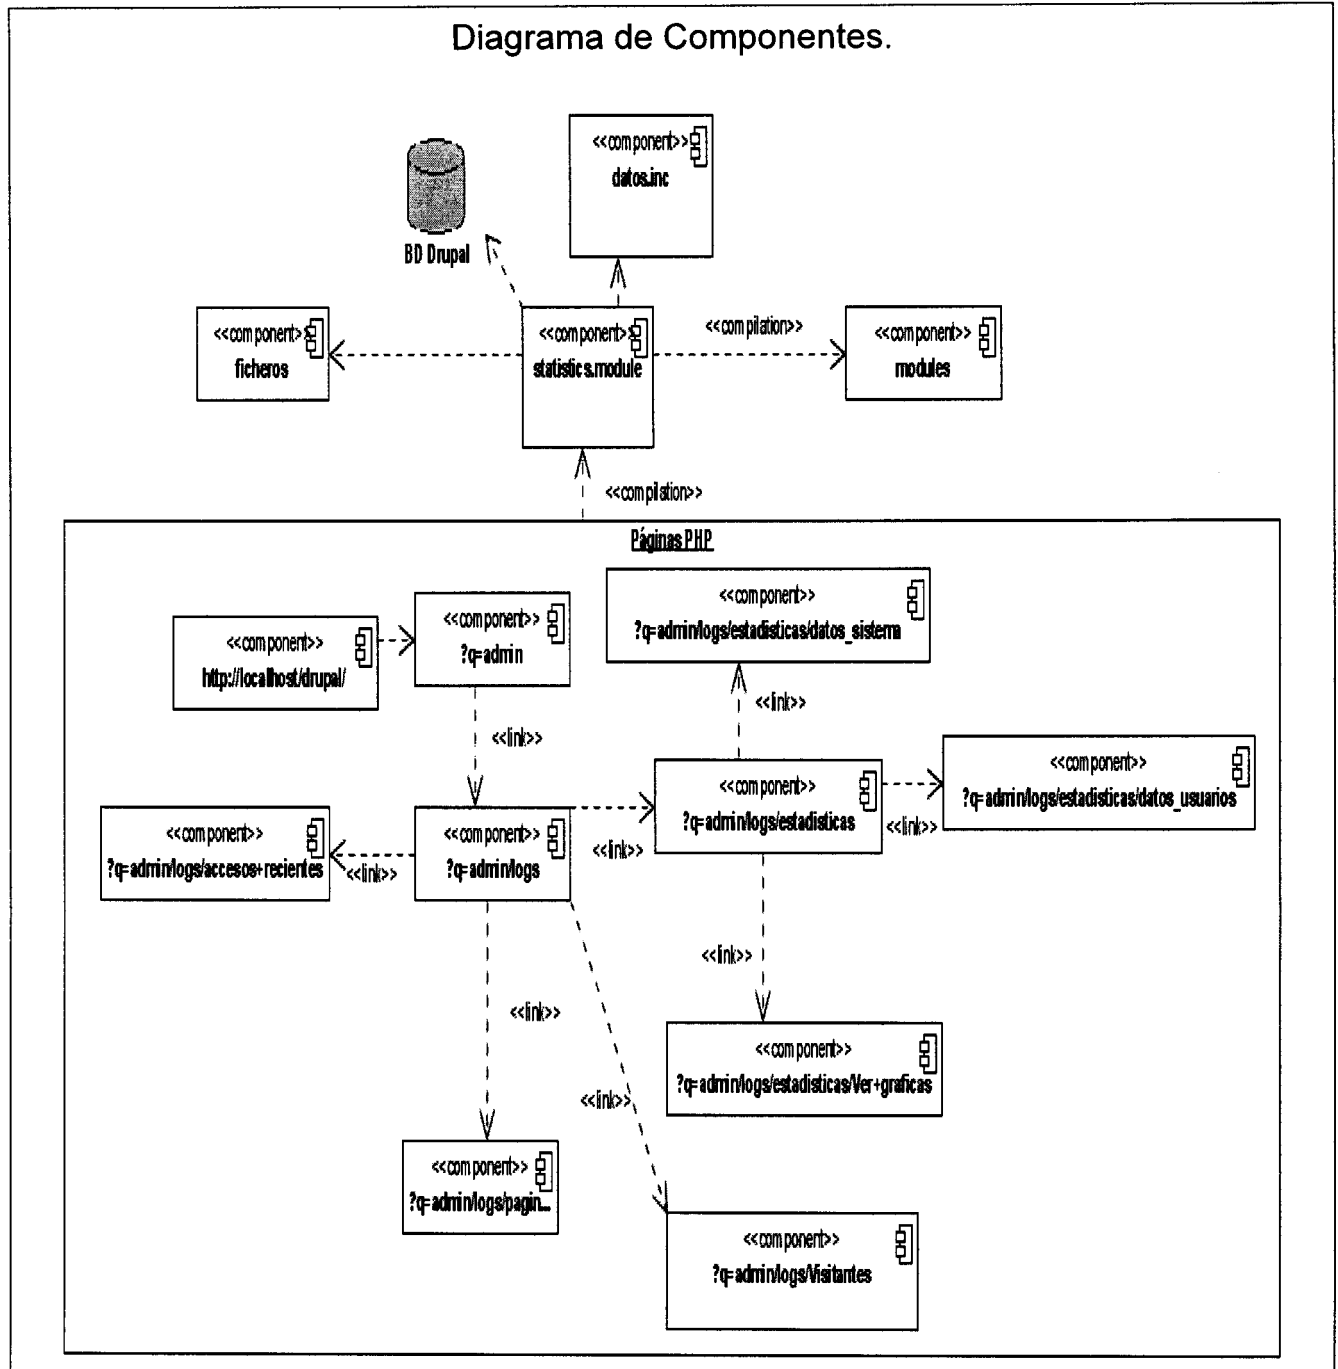 Diagrama de Componentes.
<<component>>
datos.inc
BD Drupal
<<component>>
ficheros
<<component>>
statistics.module
<<compilation>>
<<component>>
modules
<<compilation>>
Páginas PHP
<<component>>
?q=admin/logs/estadisticas/datos_sistema
<<component>>
?q=admin
<<component>>
http://localhost/drupal/
<<link>>
<<link>>
<<component>>
?q=admin/logs/estadisticas
<<component>>
?q=admin/logs/estadisticas/datos_usuarios
<<link>>
<<component>>
?q=admin/logs/accesos+recientes
<<link>>
<<component>>
?q=admin/logs
<<link>>
<<link>>
<<link>>
<<component>>
?q=admin/logs/estadisticas/Ver+graficas
<<link>>
<<component>>
?q=admin/logs/pagin...
<<component>>
?q=admin/logs/Visitantes